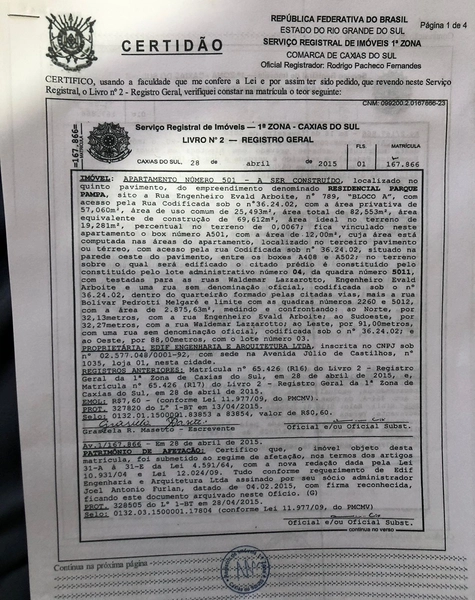 REPÚBLICA FEDERATIVA DO BRASIL
Página 1 de 4
ESTADO DO RIO GRANDE DO SUL
CERTIDÃO
SERVIÇO REGISTRAL DE IMÓVEIS 1ª ZONA
COMARCA DE CAXIAS DO SUL
Oficial Registrador: Rodrigo Pacheco Fernandes
CERTIFICO, usando a faculdade que me confere a Lei e por assim ter sido pedido, que revendo neste Serviço
Registral, o Livro nº 2 - Registro Geral, verifiquei constar na matrícula o teor seguinte:
CNM: 099200.2.0167866-23
=167.866=
Serviço Registral de Imóveis — 1ª ZONA - CAXIAS DO SUL
LIVRO Nº 2 — REGISTRO GERAL
FLS. MATRÍCULA
CAXIAS DO SUL, 28 de abril de 2015 01 167.866
IMÓVEL: APARTAMENTO NÚMERO 501 - A SER CONSTRUÍDO, localizado no
quinto pavimento, do empreendimento denominado RESIDENCIAL PARQUE
PAMPA, sito a Rua Engenheiro Evald Arboite, n° 789, "BLOCO A", com
acesso pela Rua Codificada sob o n°36.24.02, com a área privativa de
57,060m², área de uso comum de 25,493m², área total de 82,553m², área
equivalente de construção de 69,612m², área ideal no terreno de
19,281m², percentual no terreno de 0,0067; fica vinculado neste
apartamento o box número A501, com a área de 12,00m², cuja área está
computada nas áreas do apartamento, localizado no terceiro pavimento
ou térreo, com acesso pela rua Codificada sob n° 36.24.02, situado na
parede oeste do pavimento, entre os boxes A408 e A502; no terreno
sobre o qual será edificado o citado prédio é constituído pelo
constituído pelo lote administrativo número 04, da quadra número 5011,
com testadas para as ruas Waldemar Lazzarotto, Engenheiro Evald
Arboite e uma rua sem denominação oficial, codificada sob o n°
36.24.02, dentro do quarteirão formado pelas citadas vias, mais a rua
Bolivar Pedrotti Melgaré e limite com as quadras números 2260 e 5012,
com a área de 2.875,63m², medindo e confrontando: ao Norte, por
32,13metros, com a rua Engenheiro Evald Arboite; ao Sudoeste, por
32,27metros, com a rua Waldemar Lazzarotto; ao Leste, por 91,00metros,
com uma rua sem denominação oficial, codificada sob o n° 36.24.02; e
ao Oeste, por 88,00metros, com o lote número 03.
PROPRIETÁRIA: EDIF ENGENHARIA E ARQUITETURA LTDA, inscrita no CNPJ
sob n° 02.577.048/0001-92, com sede na Avenida Júlio de Castilhos, n°
1035, loja 01, nesta cidade.
REGISTROS ANTERIORES: Matrícula n° 65.426 (R16) do Livro 2 - Registro
Geral da 1ª Zona de Caxias do Sul, em 28 de abril de 2015, e,
Matrícula n° 65.426 (R17) do Livro 2 - Registro Geral da 1ª Zona de
Caxias do Sul, em 28 de abril de 2015.
EMOL: R$7,60 - (conforme Lei 11.977/09, do PMCMV).
PROT. 327820 do L° 1-BT em 13/04/2015.
Selo: 0132.01.1500001.83853 a 83854, valor de R$0,60.
Graziela R. Masotto - Escrevente
Oficial e/ou Oficial Subst.
Av.1/167.866 - Em 28 de abril de 2015.
PATRIMÔNIO DE AFETAÇÃO: Certifico que, o imóvel objeto desta
matrícula, foi submetido ao regime de afetação, nos termos dos artigos
31-A à 31-E da Lei 4.591/64, com a nova redação dada pela Lei
10.931/04 e Lei 12.024/09. Tudo conforme requerimento de Edif
Engenharia e Arquitetura Ltda assinado por seu sócio administrador
Joel Antonio Furlan, datado de 04.02.2015, com firma reconhecida,
ficando este documento arquivado neste Ofício. (G)
PROT. 328505 do L° 1-BT em 28/04/2015.
Selo: 0132.03.1500001.17804 (conforme Lei 11.977/09, do PMCMV)
Oficial e/ou Oficial Subst.
continua no verso
Continua na próxima página